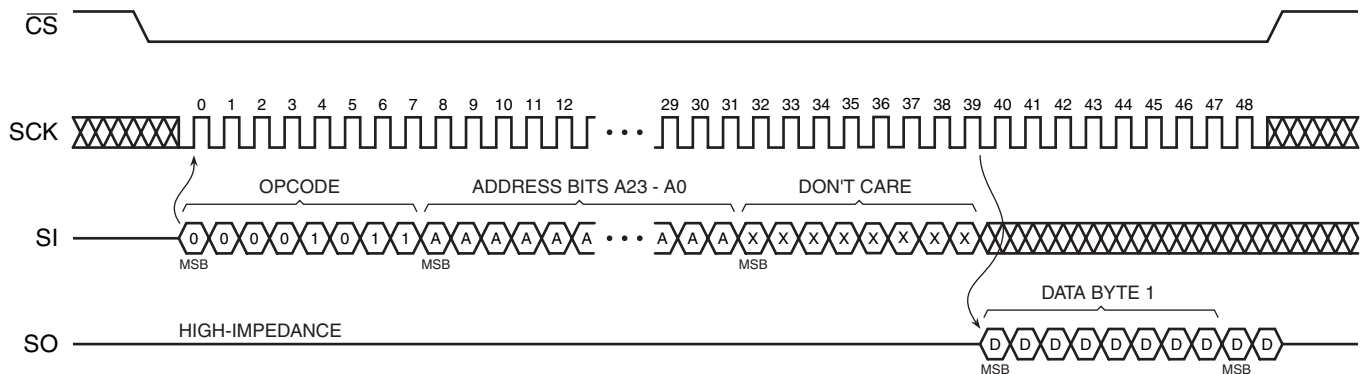 CS
0 1 2 3 4 5 6 7 8 9 10 11 12 29 30 31 32 33 34 35 36 37 38 39 40 41 42 43 44 45 46 47 48
SCK
OPCODE ADDRESS BITS A23 - A0 DON'T CARE
SI 0 0 0 0 1 0 1 1 A A A A A A A A A X X X X X X X X
MSB MSB MSB
DATA BYTE 1
HIGH-IMPEDANCE
SO D D D D D D D D D D
MSB MSB